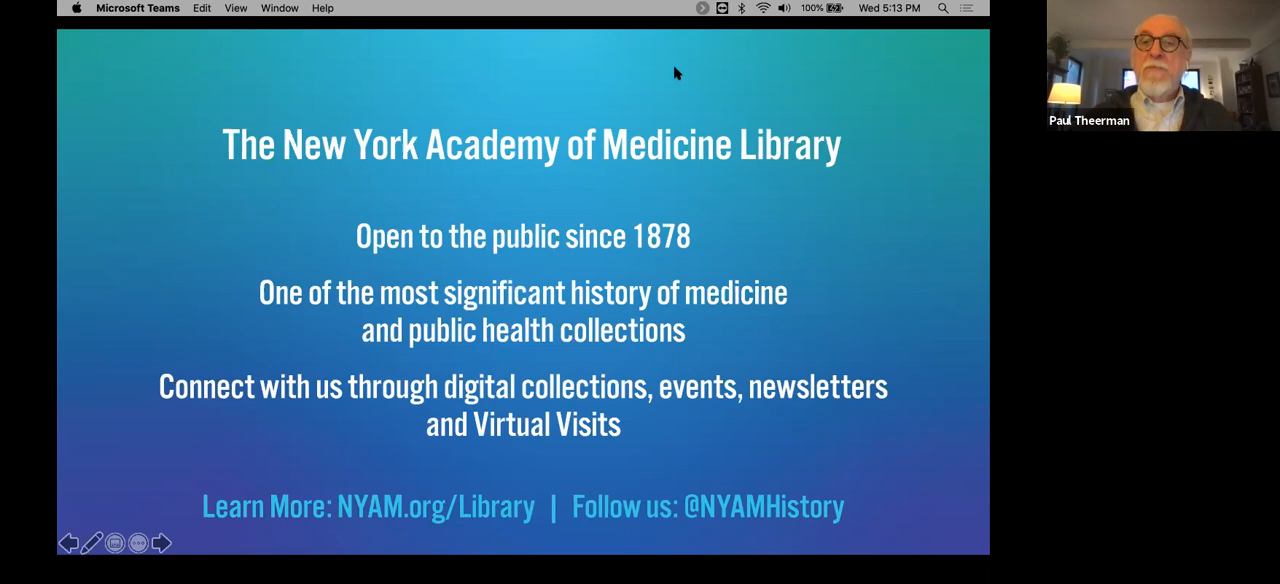 Microsoft Teams Edit View Window Help 100% Wed 5:13 PM
The New York Academy of Medicine Library
Open to the public since 1878
One of the most significant history of medicine
and public health collections
Connect with us through digital collections, events, newsletters
and Virtual Visits
Learn More: NYAM.org/Library | Follow us: @NYAMHistory
Paul Theerman